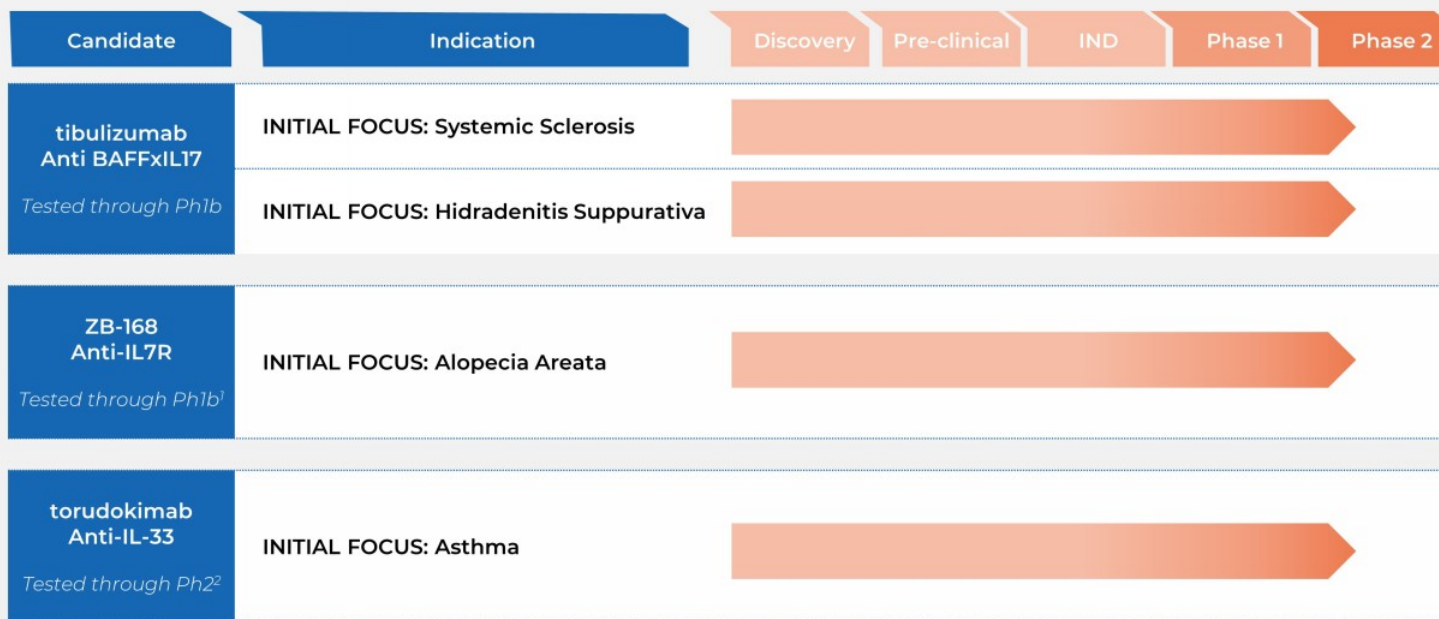 Candidate
Indication
Discovery
Pre-clinical
IND
Phase 1
Phase 2
tibulizumab
Anti BAFFxIL17
Tested through Ph1b
INITIAL FOCUS: Systemic Sclerosis
INITIAL FOCUS: Hidradenitis Suppurativa
ZB-168
Anti-IL7R
Tested through Ph1b¹
INITIAL FOCUS: Alopecia Areata
torudokimab
Anti-IL-33
Tested through Ph2²
INITIAL FOCUS: Asthma